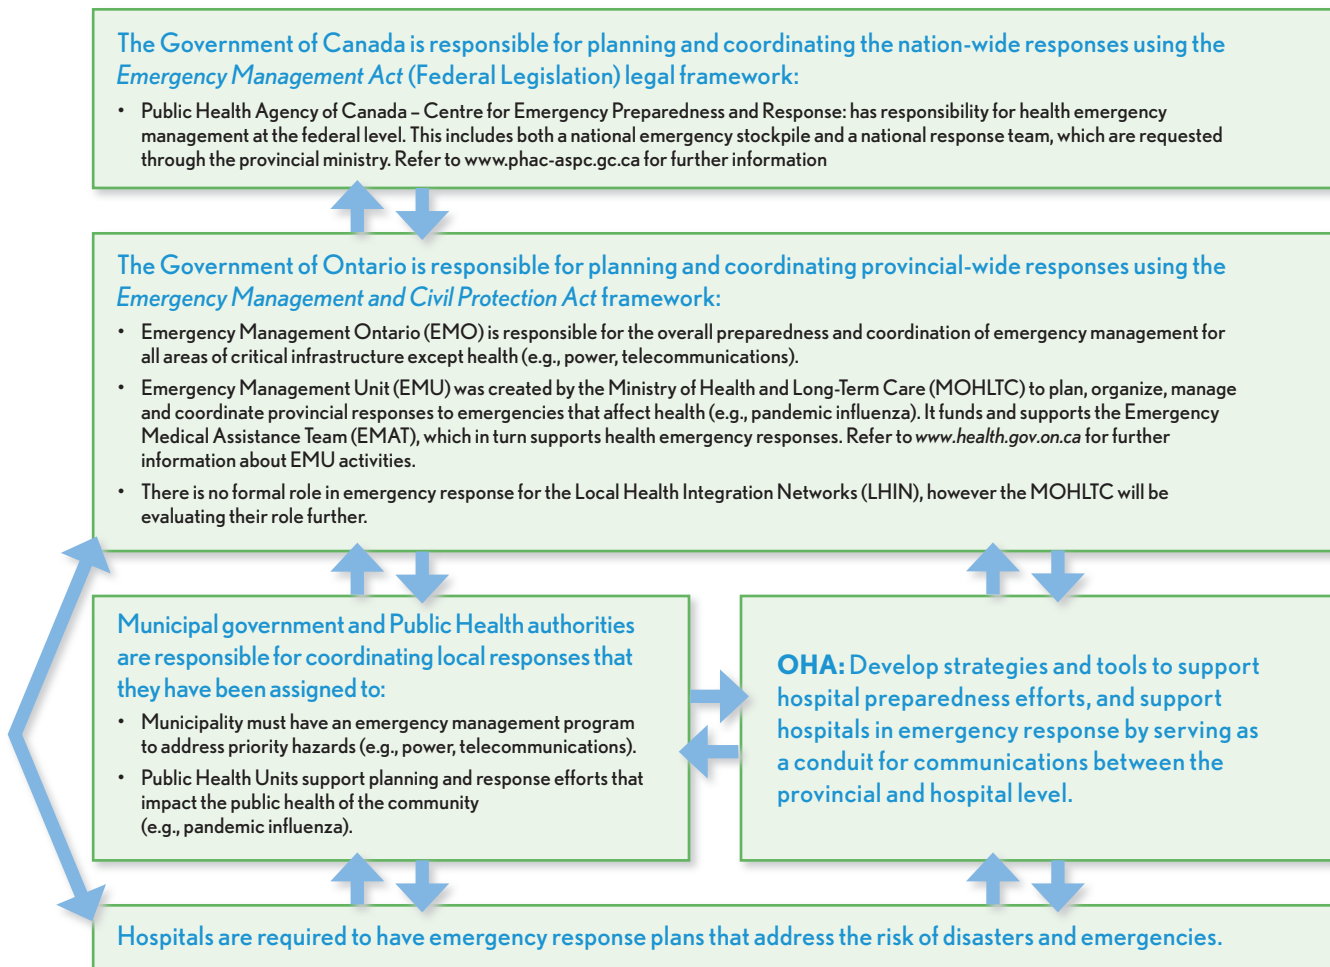 The Government of Canada is responsible for planning and coordinating the nation-wide responses using the
Emergency Management Act (Federal Legislation) legal framework:
• Public Health Agency of Canada – Centre for Emergency Preparedness and Response: has responsibility for health emergency
management at the federal level. This includes both a national emergency stockpile and a national response team, which are requested
through the provincial ministry. Refer to www.phac-aspc.gc.ca for further information
The Government of Ontario is responsible for planning and coordinating provincial-wide responses using the
Emergency Management and Civil Protection Act framework:
• Emergency Management Ontario (EMO) is responsible for the overall preparedness and coordination of emergency management for
all areas of critical infrastructure except health (e.g., power, telecommunications).
• Emergency Management Unit (EMU) was created by the Ministry of Health and Long-Term Care (MOHLTC) to plan, organize, manage
and coordinate provincial responses to emergencies that affect health (e.g., pandemic influenza). It funds and supports the Emergency
Medical Assistance Team (EMAT), which in turn supports health emergency responses. Refer to www.health.gov.on.ca for further
information about EMU activities.
• There is no formal role in emergency response for the Local Health Integration Networks (LHIN), however the MOHLTC will be
evaluating their role further.
Municipal government and Public Health authorities
are responsible for coordinating local responses that
they have been assigned to:
• Municipality must have an emergency management program
to address priority hazards (e.g., power, telecommunications).
• Public Health Units support planning and response efforts that
impact the public health of the community
(e.g., pandemic influenza).
OHA: Develop strategies and tools to support
hospital preparedness efforts, and support
hospitals in emergency response by serving as
a conduit for communications between the
provincial and hospital level.
Hospitals are required to have emergency response plans that address the risk of disasters and emergencies.